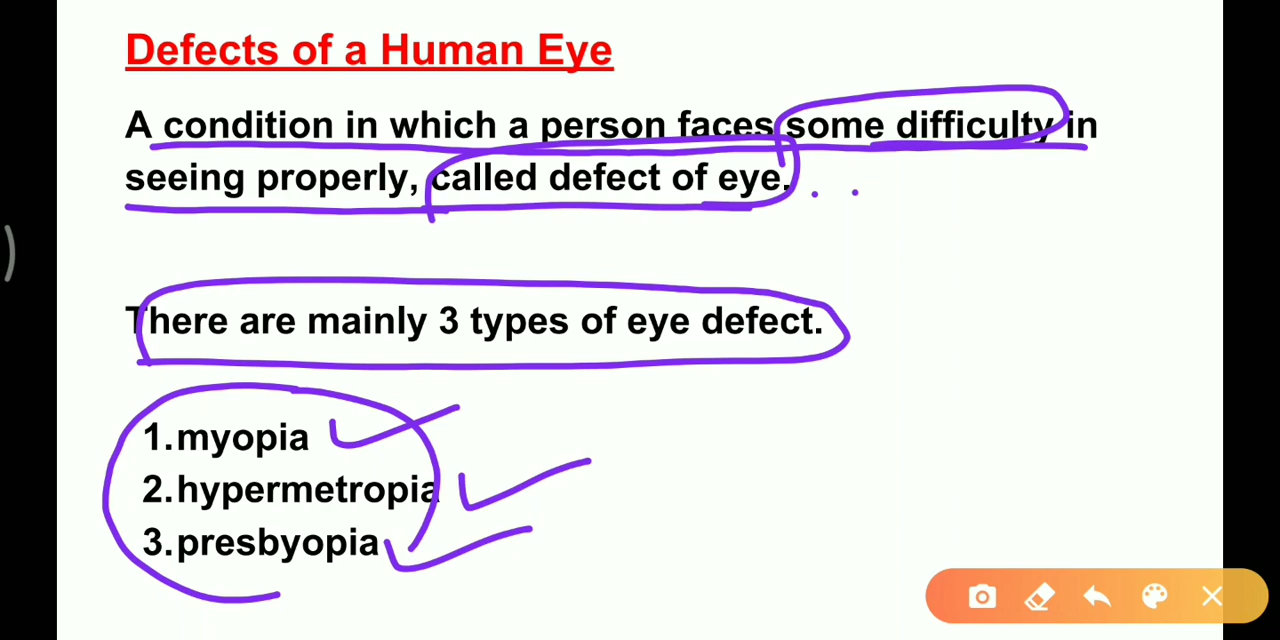 Defects of a Human Eye
A condition in which a person faces some difficulty in
seeing properly, called defect of eye.
There are mainly 3 types of eye defect.
1.myopia
2.hypermetropia
3.presbyopia